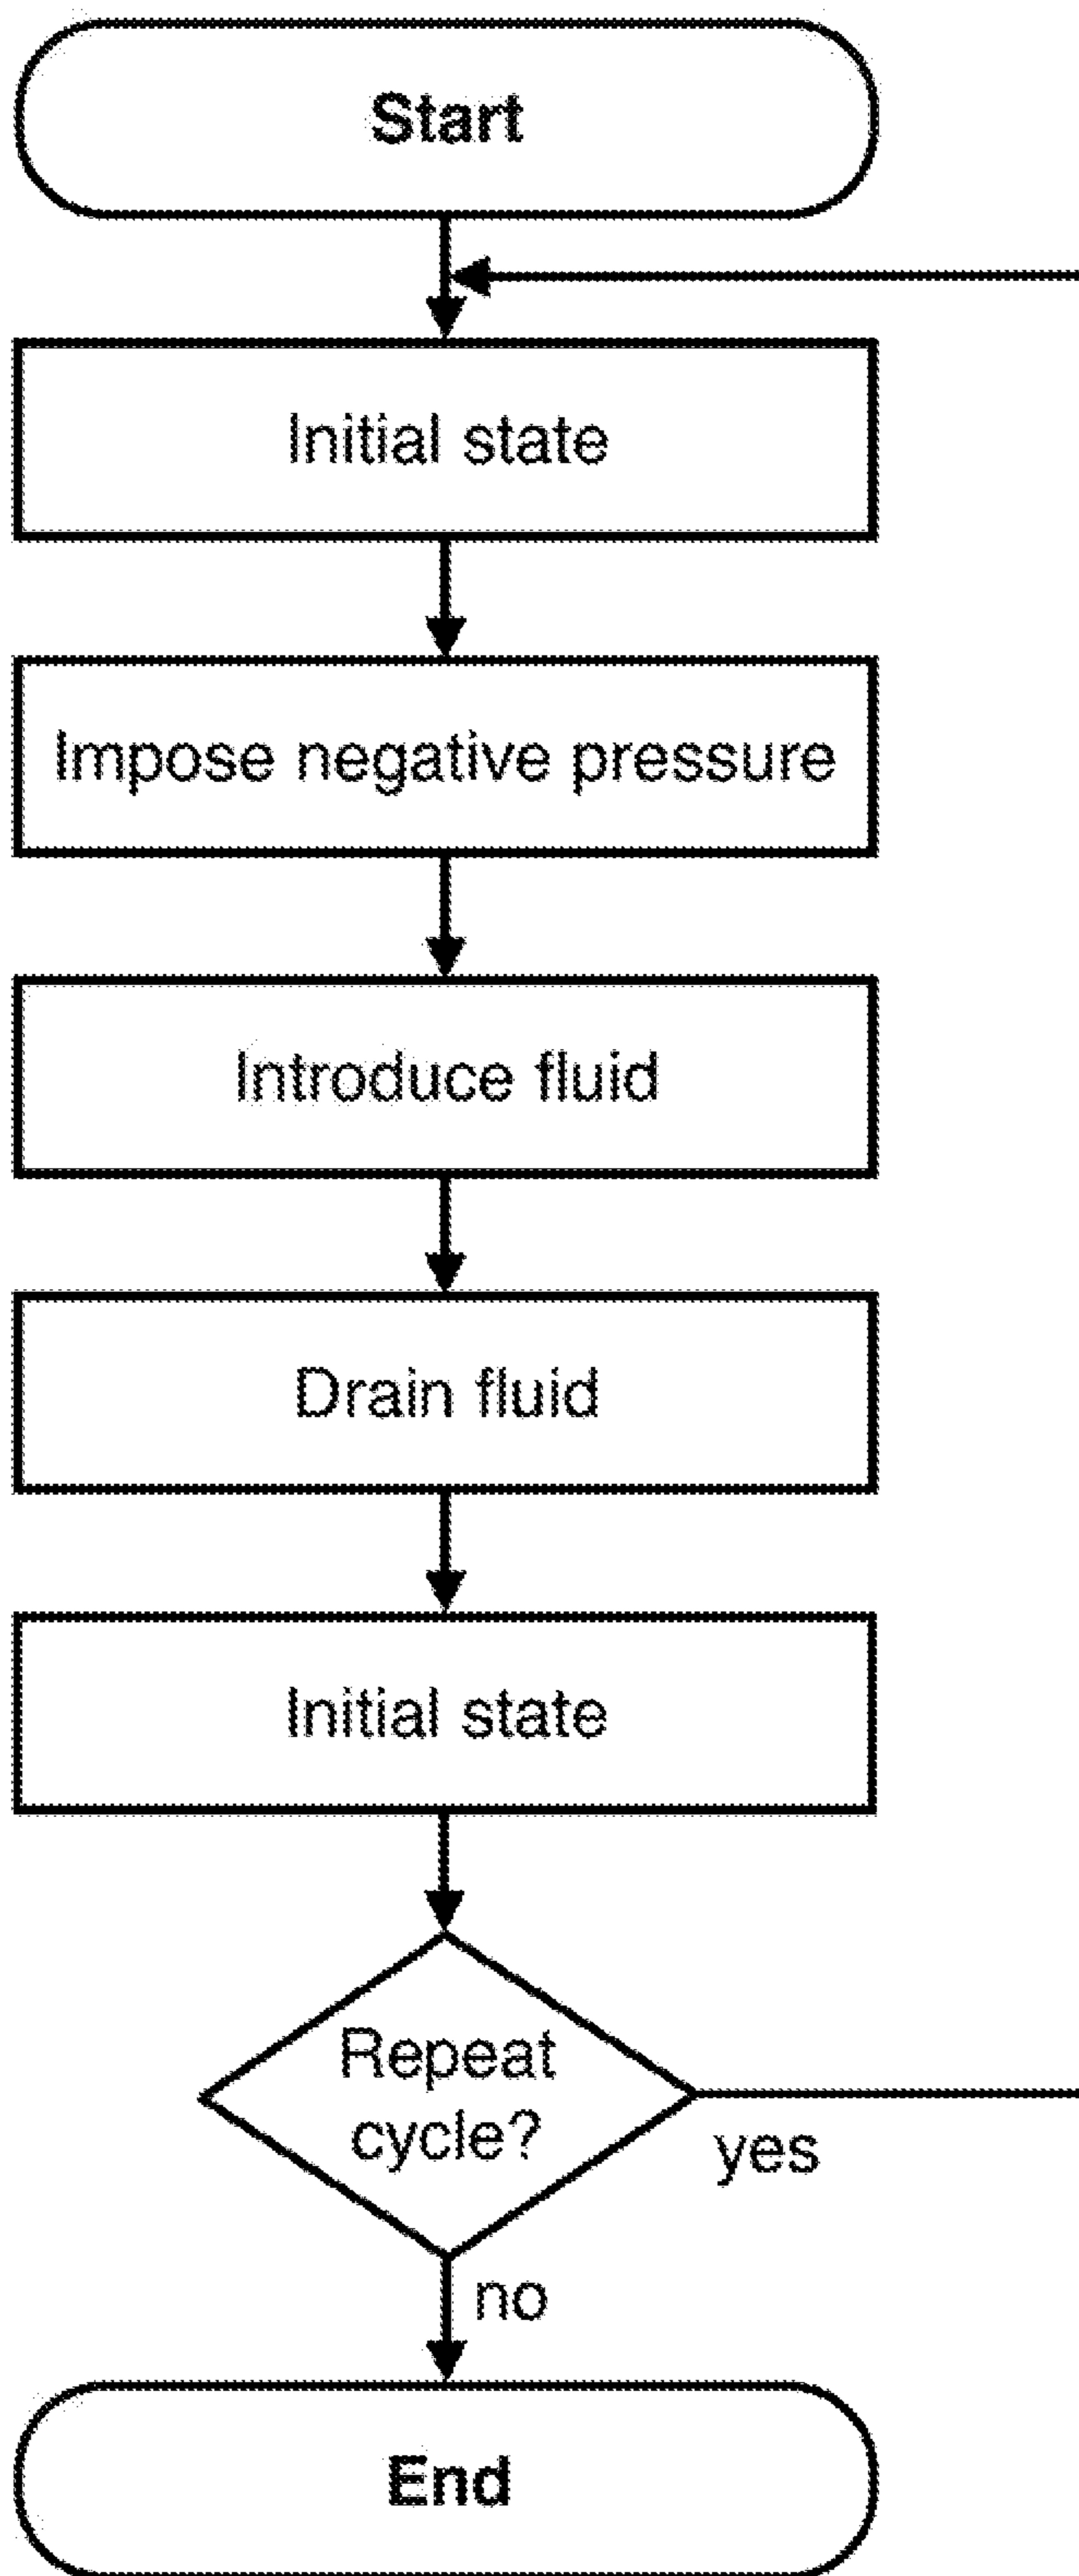 Start
Initial state
Impose negative pressure
Introduce fluid
Drain fluid
Initial state
Repeat
cycle?
yes
no
End